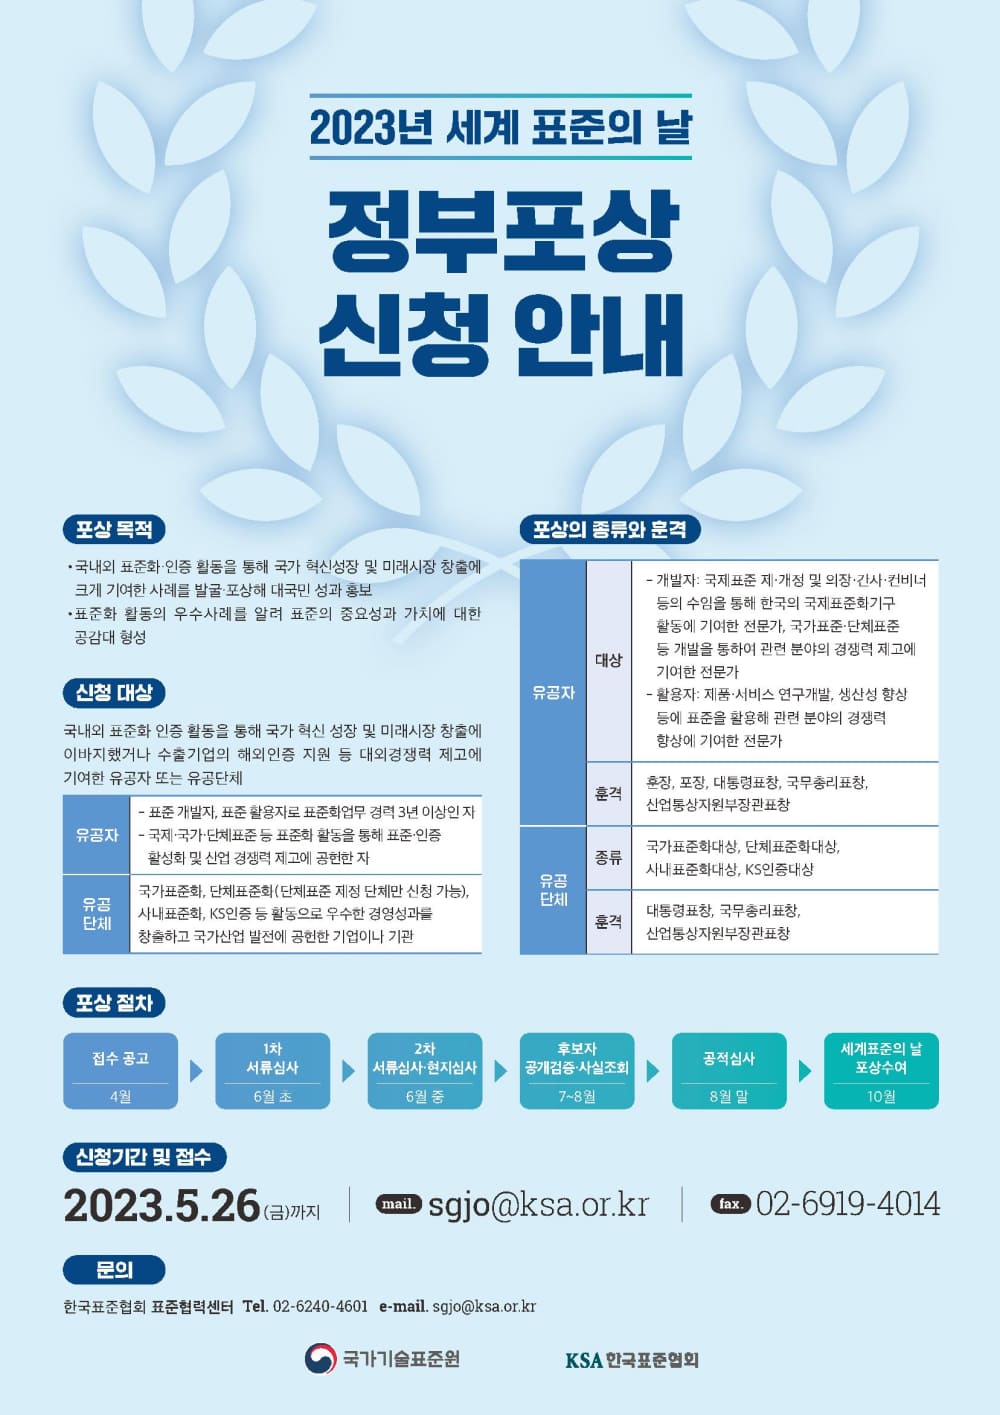 2023년 세계 표준의 날
정부포상
신청 안내
포상 목적
•국내외 표준화·인증 활동을 통해 국가 혁신성장 및 미래시장 창출에
크게 기여한 사례를 발굴·포상해 대국민 성과 홍보
•표준화 활동의 우수사례를 알려 표준의 중요성과 가치에 대한
공감대 형성
신청 대상
국내외 표준화 인증 활동을 통해 국가 혁신 성장 및 미래시장 창출에
이바지했거나 수출기업의 해외인증 지원 등 대외경쟁력 제고에
기여한 유공자 또는 유공단체
유공자
- 표준 개발자, 표준 활용자로 표준화업무 경력 3년 이상인 자
- 국제·국가·단체표준 등 표준화 활동을 통해 표준·인증
활성화 및 산업 경쟁력 제고에 공헌한 자
유공
단체
국가표준화, 단체표준화(단체표준 제정 단체만 신청 가능),
사내표준화, KS인증 등 활동으로 우수한 경영성과를
창출하고 국가산업 발전에 공헌한 기업이나 기관
포상의 종류와 훈격
유공자
대상
- 개발자: 국제표준 제·개정 및 의장·간사·컨비너
등의 수임을 통해 한국의 국제표준화기구
활동에 기여한 전문가, 국가표준·단체표준
등 개발을 통하여 관련 분야의 경쟁력 제고에
기여한 전문가
- 활용자: 제품·서비스 연구개발, 생산성 향상
등에 표준을 활용해 관련 분야의 경쟁력
향상에 기여한 전문가
훈격
훈장, 포장, 대통령표창, 국무총리표창,
산업통상자원부장관표창
유공
단체
종류
국가표준화대상, 단체표준화대상,
사내표준화대상, KS인증대상
훈격
대통령표창, 국무총리표창,
산업통상자원부장관표창
포상 절차
접수 공고
4월
1차
서류심사
6월 초
2차
서류심사·현지심사
6월 중
후보자
공개검증·사실조회
7~8월
공적심사
8월 말
세계표준의 날
포상수여
10월
신청기간 및 접수
2023.5.26(금)까지
mail. sgjo@ksa.or.kr
fax. 02-6919-4014
문의
한국표준협회 표준협력센터 Tel. 02-6240-4601 e-mail. sgjo@ksa.or.kr
국가기술표준원
KSA 한국표준협회